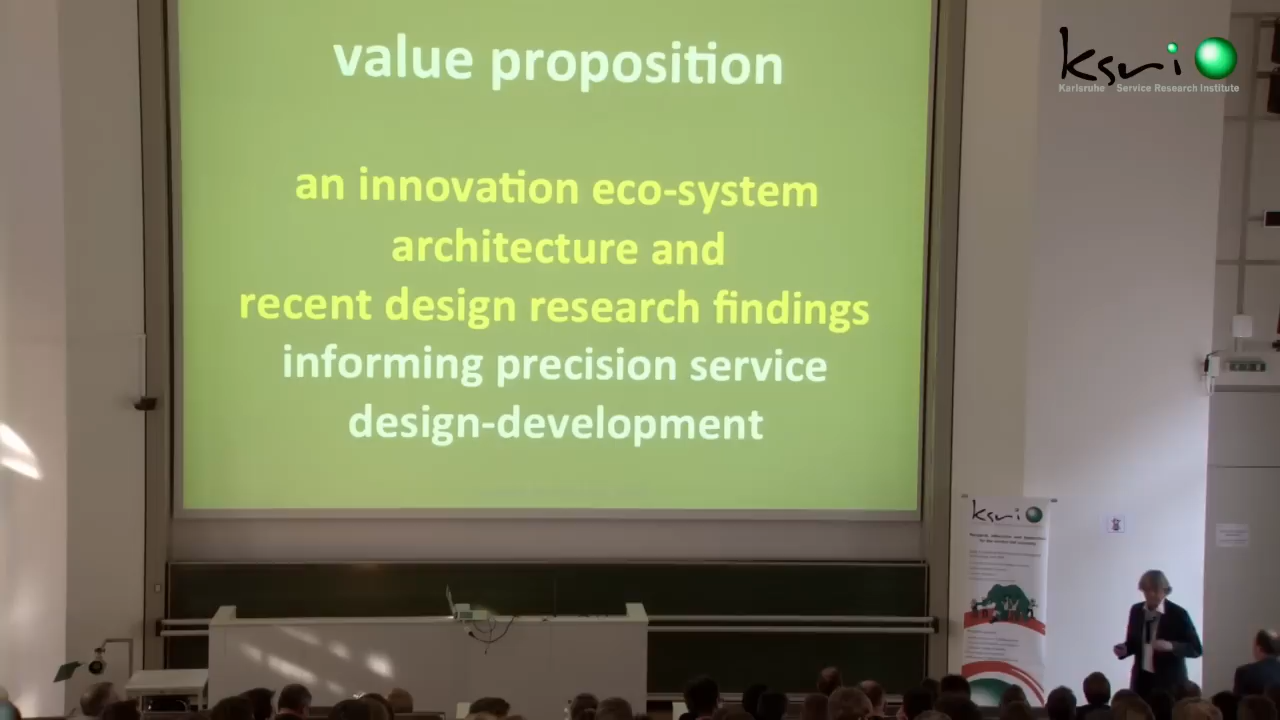 value proposition
ksri
Karlsruhe Service Research Institute
an innovation eco-system
architecture and
recent design research findings
informing precision service
design-development
ksri